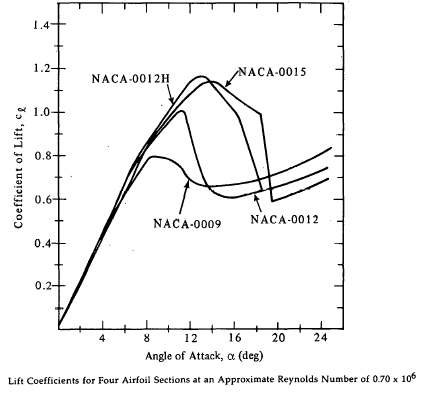 1.4
1.2
1.0
0.8
0.6
0.4
0.2
Coefficient of Lift, cℓ
NACA-0012H
NACA-0015
NACA-0009
NACA-0012
4 8 12 16 20 24
Angle of Attack, α (deg)
Lift Coefficients for Four Airfoil Sections at an Approximate Reynolds Number of 0.70 x 10⁶